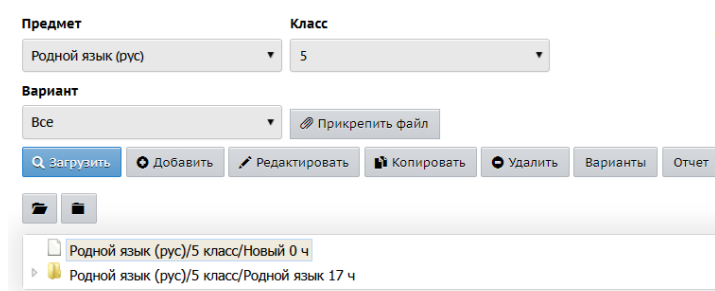 Предмет Класс
Родной язык (рус) 5
Вариант
Все Прикрепить файл
Загрузить Добавить Редактировать Копировать Удалить Варианты Отчет
Родной язык (рус)/5 класс/Новый 0 ч
Родной язык (рус)/5 класс/Родной язык 17 ч